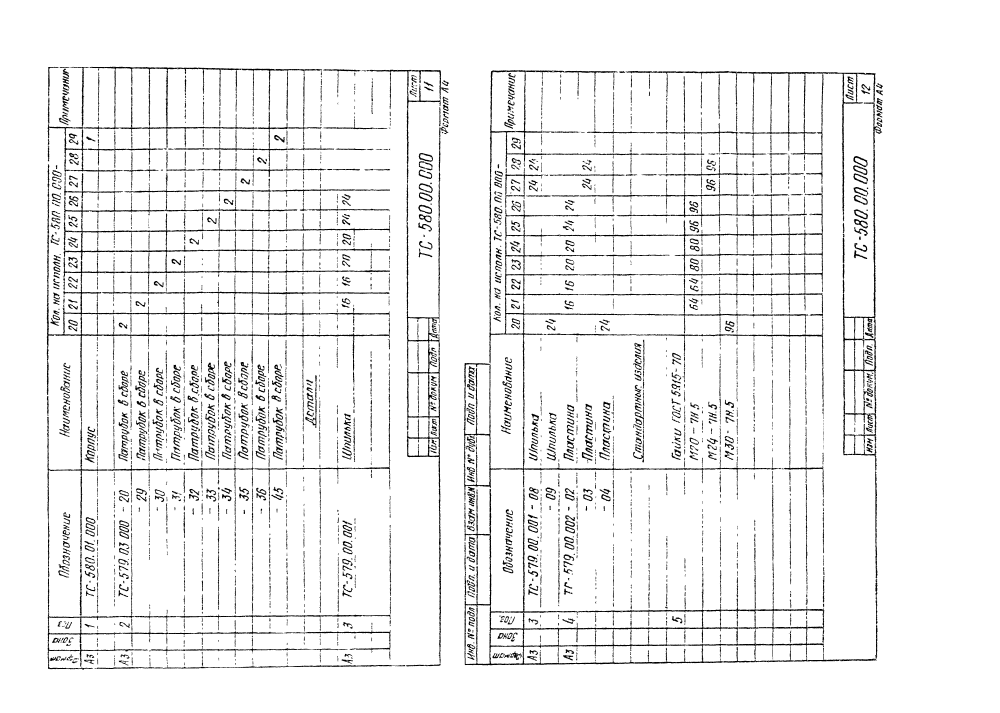 Формат Зона Поз. Обозначение Наименование Кол. на исполн. ТС-580.00.000- Примечание
20 21 22 23 24 25 26 27 28 29
А3 1 ТС-580.01.000 Корпус 1
А3 2 ТС-579.03.000 - 20 Патрубок в сборе 2
- 29 Патрубок в сборе 2
- 30 Патрубок в сборе 2
- 31 Патрубок в сборе 2
- 32 Патрубок в сборе 2
- 33 Патрубок в сборе 2
- 34 Патрубок в сборе 2
- 35 Патрубок в сборе 2
- 36 Патрубок в сборе 2
- 45 Патрубок в сборе 2
Детали
А3 3 ТС-579.00.001 Шпилька 16 16 20 20 24 24
Изм Лист № докум. Подп. Дата
ТС-580.00.000
Лист
11
Формат А4
Инв. № подл Подп. и дата Взам инв.№ Инв № дубл Подп. и дата
Формат Зона Поз. Обозначение Наименование Кол. на исполн. ТС-580.00.000- Примечание
20 21 22 23 24 25 26 27 28 29
А3 3 ТС-579.00.001 - 08 Шпилька 24 24
- 09 Шпилька 24
А3 4 ТС-579.00.002 - 02 Пластина 16 16 20 20 24 24
- 03 Пластина 24 24
- 04 Пластина 24
Стандартные изделия
5 Гайки ГОСТ 5915-70
М20 - 7Н.5 64 64 80 80 96 96
М24 - 7Н.5 96 96
М30 - 7Н.5 96
Изм Лист № докум. Подп. Дата
ТС-580.00.000
Лист
12
Формат А4